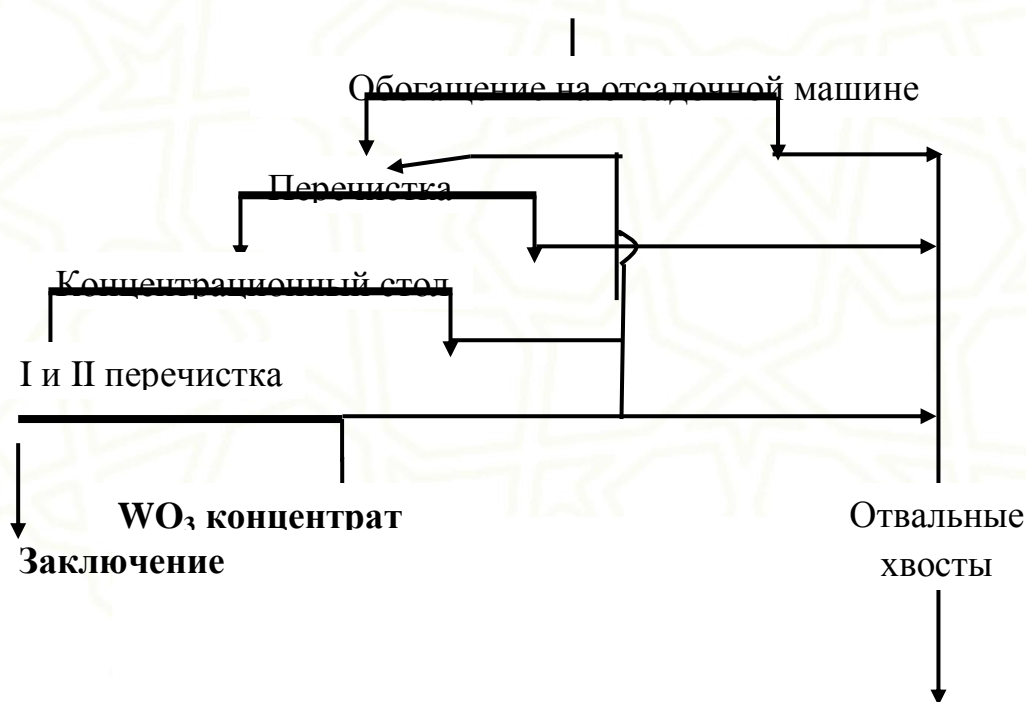 Обогащение на отсадочной машине
Перечистка
Концентрационный стол
I и II перечистка
WO₃ концентрат
Отвальные
хвосты
Заключение